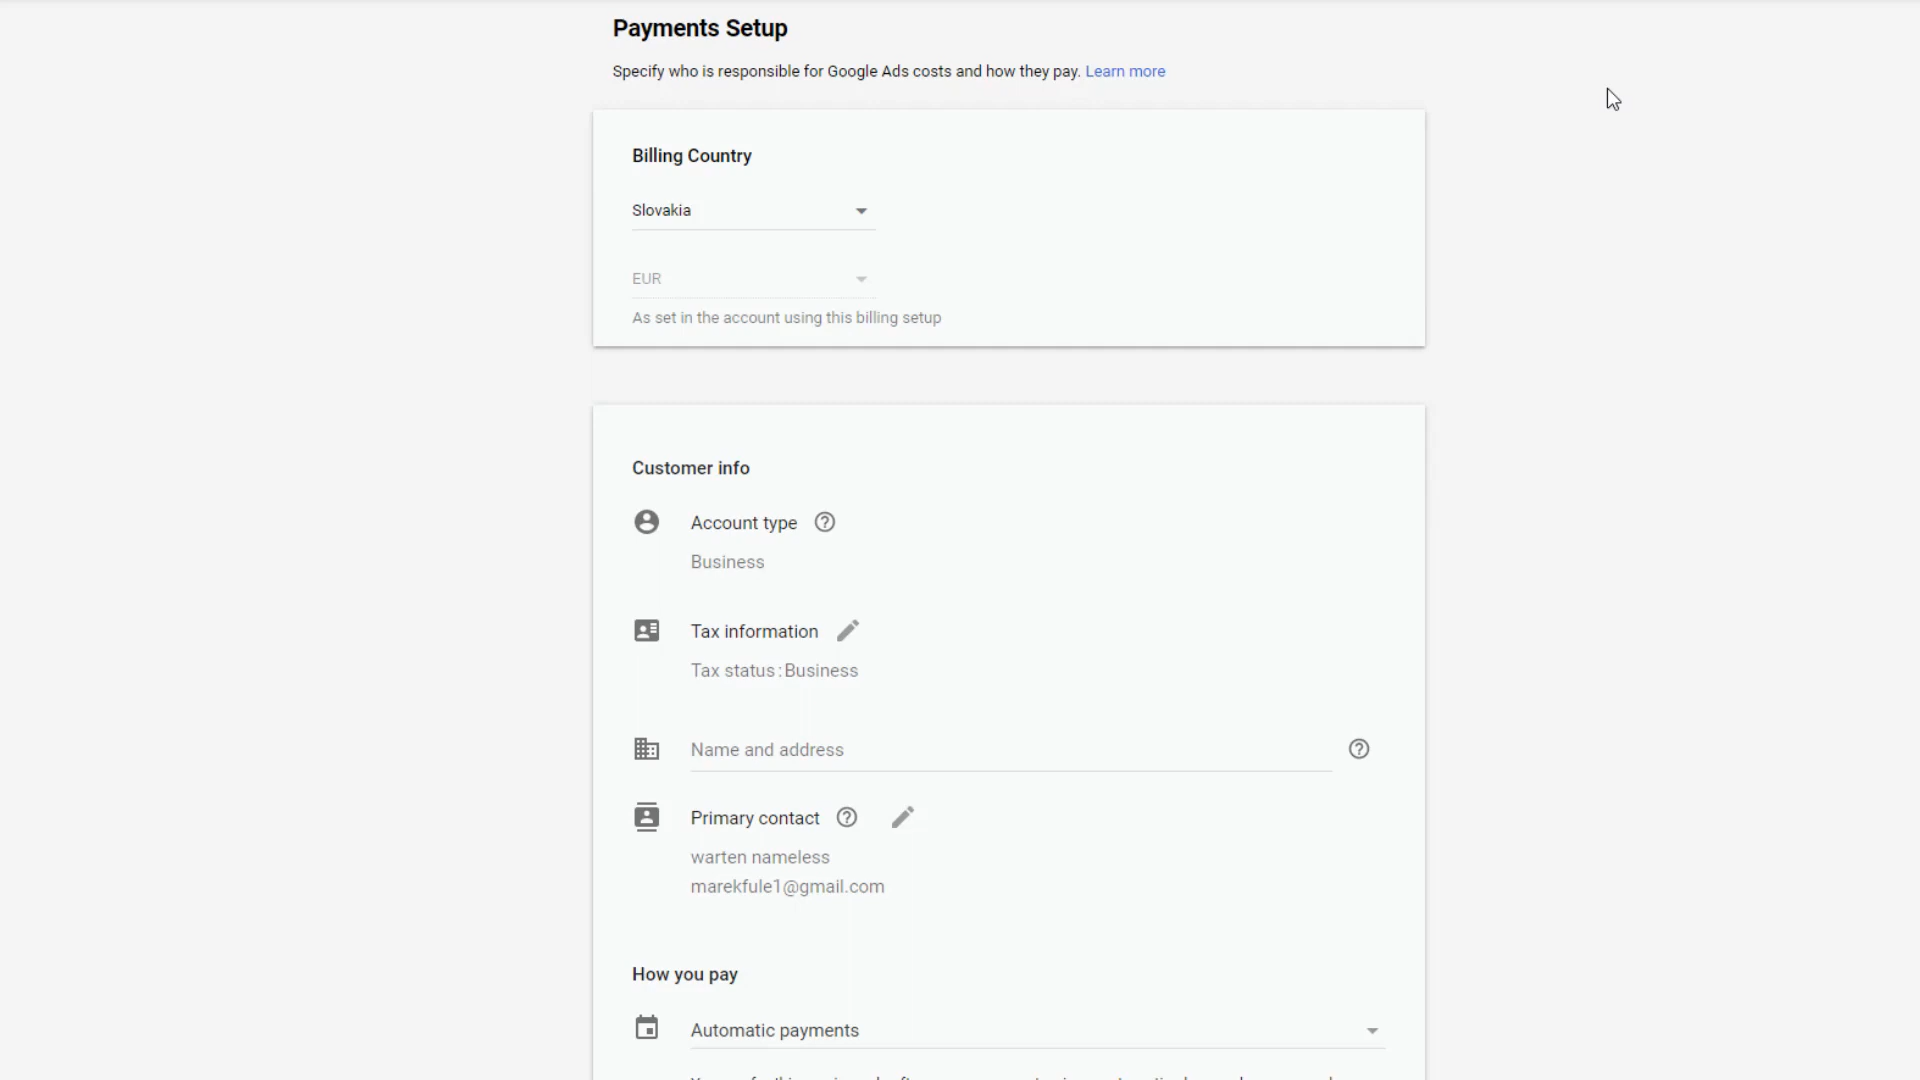 Payments Setup
Specify who is responsible for Google Ads costs and how they pay. Learn more
Billing Country
Slovakia
EUR
As set in the account using this billing setup
Customer info
Account type
Business
Tax information
Tax status : Business
Name and address
Primary contact
warten nameless
marekfule1@gmail.com
How you pay
Automatic payments